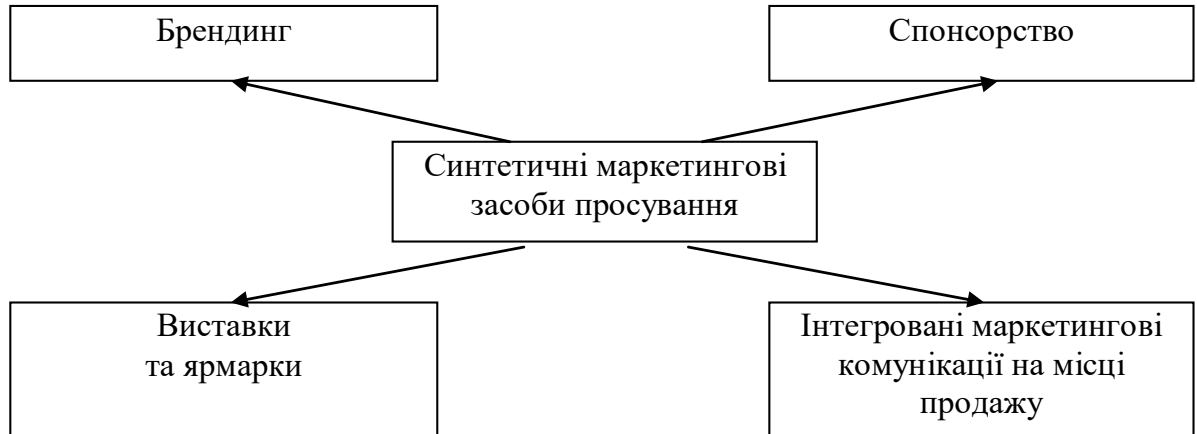 Брендинг
Спонсорство
Синтетичні маркетингові
засоби просування
Виставки
та ярмарки
Інтегровані маркетингові
комунікації на місці
продажу